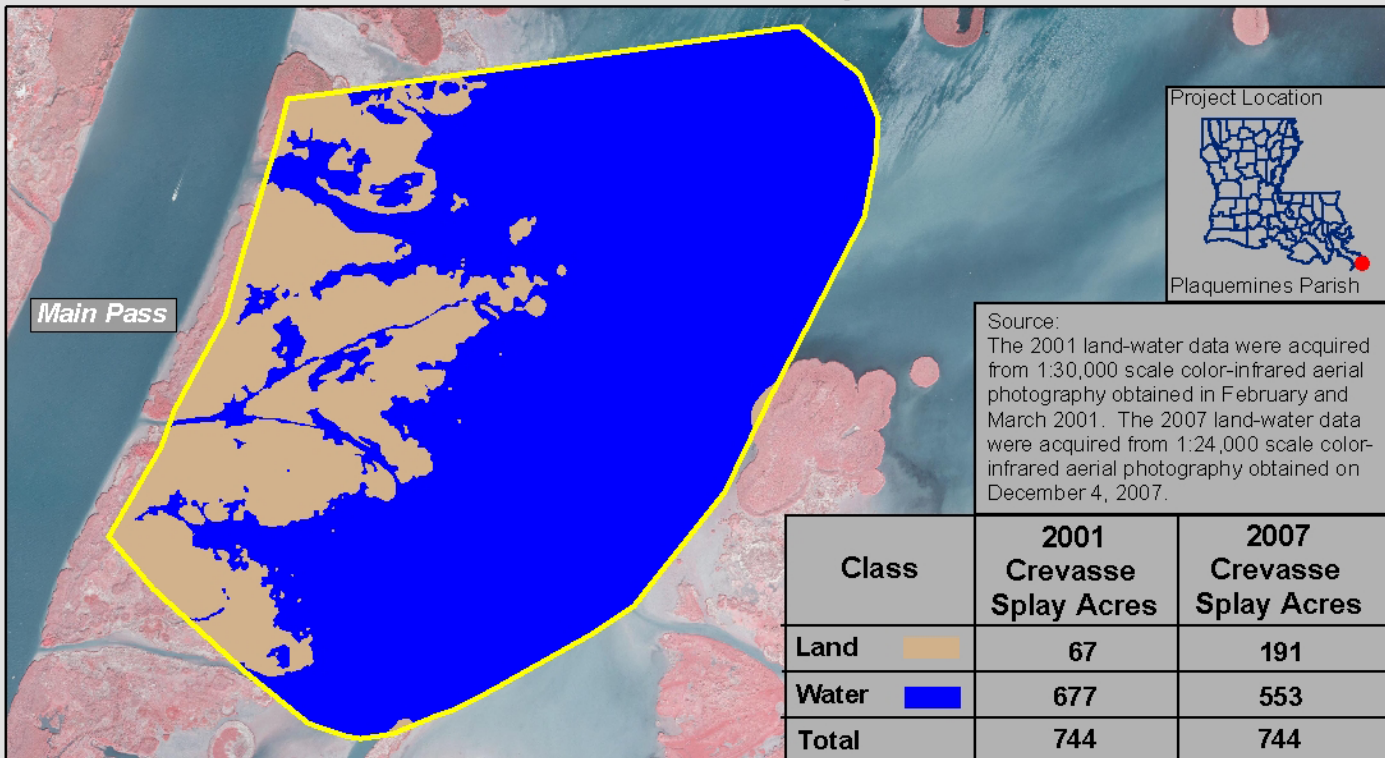 Project Location
Plaquemines Parish
Main Pass
Source:
The 2001 land-water data were acquired
from 1:30,000 scale color-infrared aerial
photography obtained in February and
March 2001.  The 2007 land-water data
were acquired from 1:24,000 scale color-
infrared aerial photography obtained on
December 4, 2007.
Class
2001
Crevasse
Splay Acres
2007
Crevasse
Splay Acres
Land 67 191
Water 677 553
Total 744 744